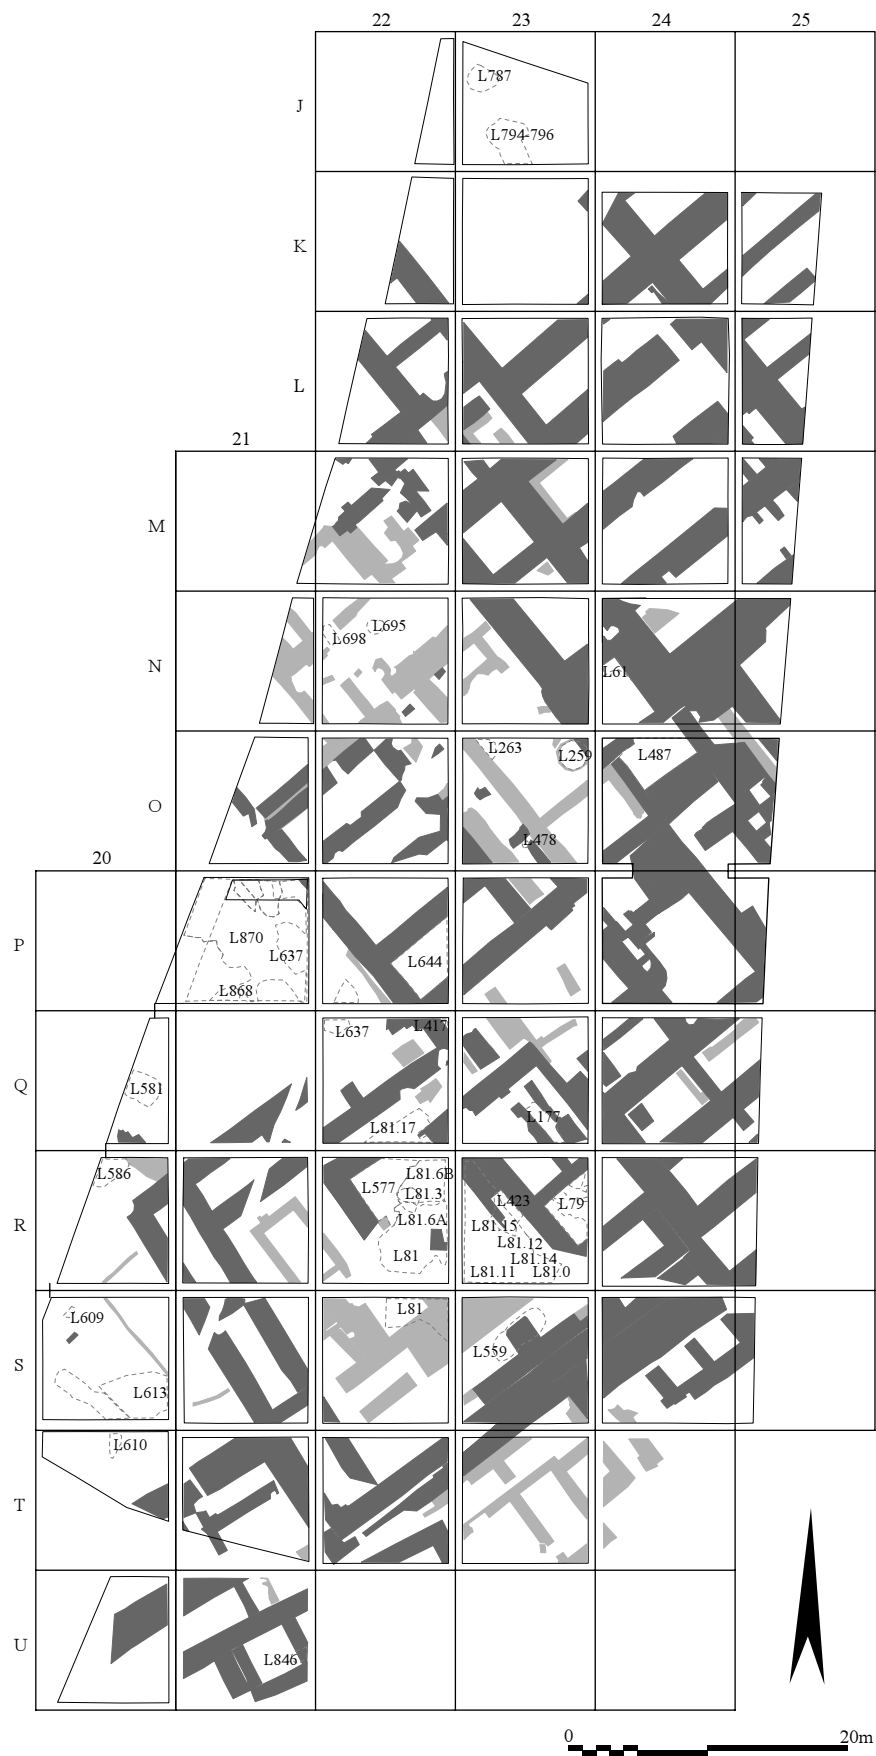 22 23 24 25
J
L787
L794-796
K
L
21
M
N
L695
L698
L61
O
L263
L259
L487
L478
20
P
L870
L637
L644
L868
Q
L637
L417
L581
L177
L81.17
R
L586
L577
L81.6B
L81.3
L81.6A
L81
L423
L79
L81.15
L81.12
L81.14
L81.11
L81.0
S
L609
L81
L559
L613
T
L610
U
L846
0 20m